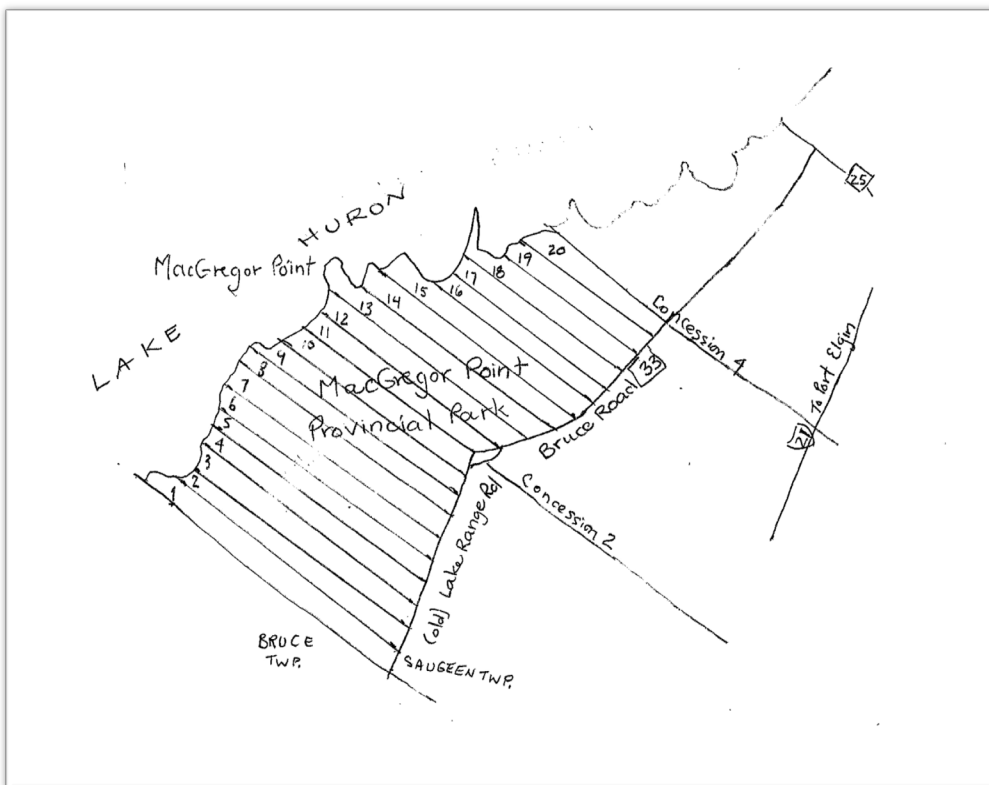 25
LAKE HURON
MacGregor Point
20
19
18
17
16
15
14
13
12
11
10
9
8
7
6
5
4
3
2
1
MacGregor Point
Provincial Park
Concession 4
33
Bruce Road
To Port Elgin
21
Concession 2
(old) Lake Range Rd
BRUCE
TWP.
SAUGEEN TWP.